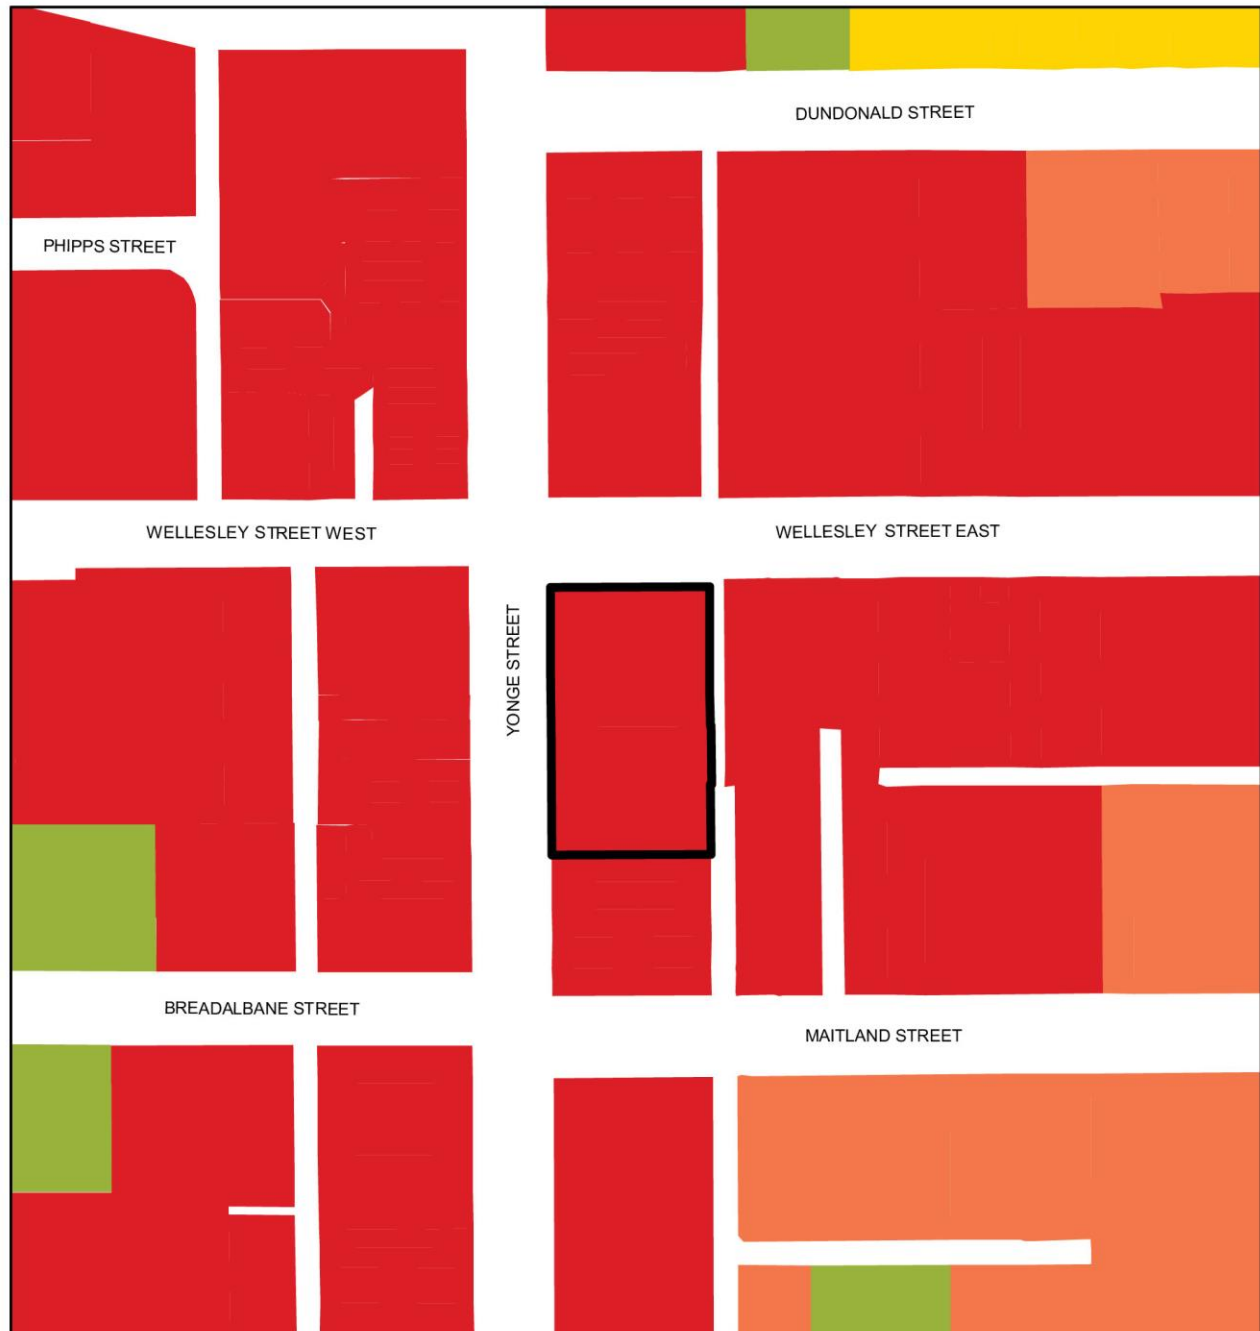 DUNDONALD STREET
PHIPPS STREET
WELLESLEY STREET WEST
WELLESLEY STREET EAST
YONGE STREET
BREADALBANE STREET
MAITLAND STREET